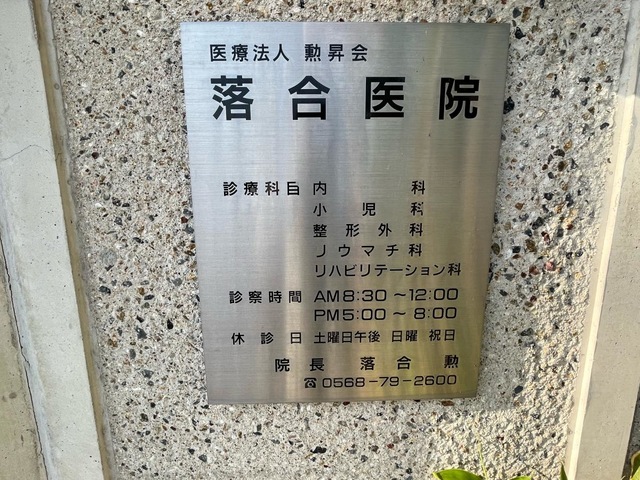 医療法人 勲昇会
落合医院
診療科目 内科
小児科
整形外科
ノウマチ科
リハビリテーション科
診察時間 AM8:30~12:00
PM5:00~8:00
休診日 土曜日午後 日曜 祝日
院長 落合 勲
☎0568-79-2600